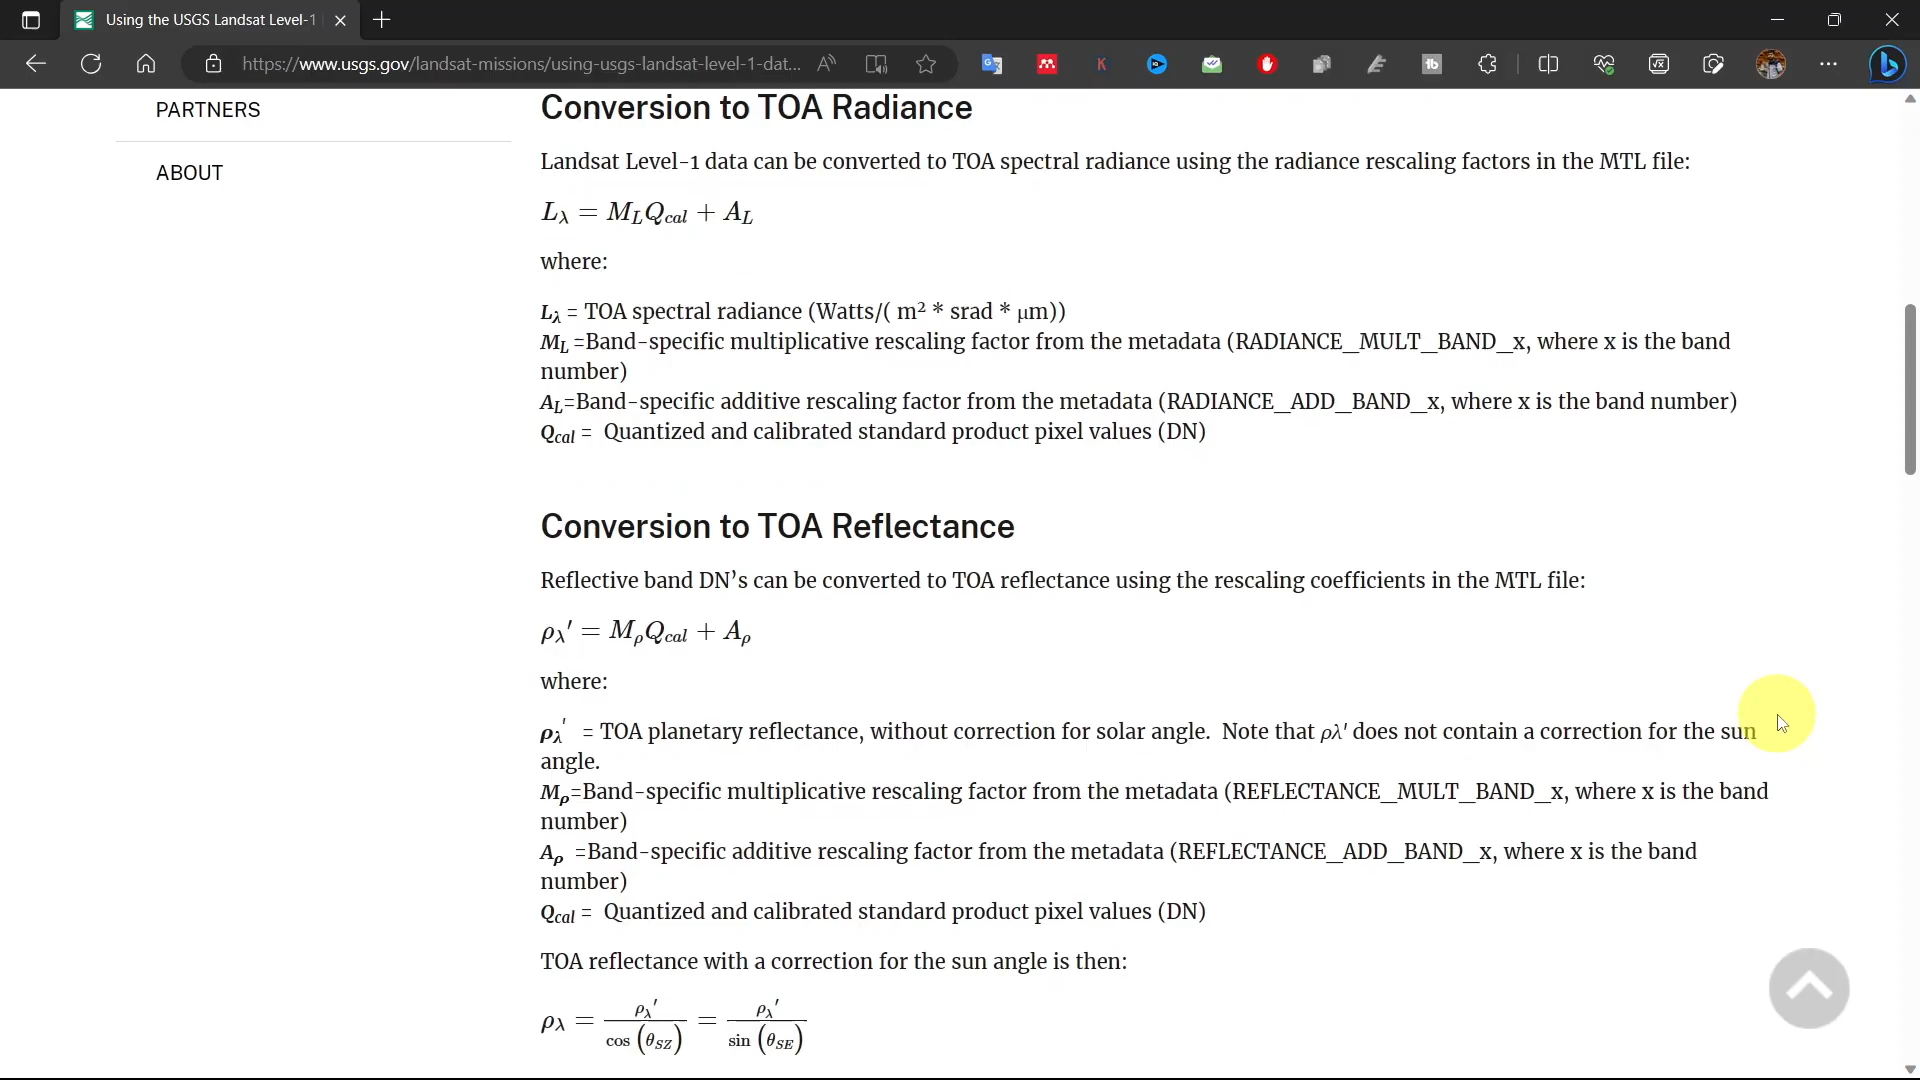 Using the USGS Landsat Level-1
https://www.usgs.gov/landsat-missions/using-usgs-landsat-level-1-dat...
PARTNERS
ABOUT
Conversion to TOA Radiance
Landsat Level-1 data can be converted to TOA spectral radiance using the radiance rescaling factors in the MTL file:
Lλ = MLQcal + AL
where:
Lλ = TOA spectral radiance (Watts/( m² * srad * μm))
ML =Band-specific multiplicative rescaling factor from the metadata (RADIANCE_MULT_BAND_x, where x is the band
number)
AL=Band-specific additive rescaling factor from the metadata (RADIANCE_ADD_BAND_x, where x is the band number)
Qcal = Quantized and calibrated standard product pixel values (DN)
Conversion to TOA Reflectance
Reflective band DN’s can be converted to TOA reflectance using the rescaling coefficients in the MTL file:
ρλ′ = MρQcal + Aρ
where:
ρλ′ = TOA planetary reflectance, without correction for solar angle. Note that ρλ' does not contain a correction for the sun
angle.
Mρ=Band-specific multiplicative rescaling factor from the metadata (REFLECTANCE_MULT_BAND_x, where x is the band
number)
Aρ =Band-specific additive rescaling factor from the metadata (REFLECTANCE_ADD_BAND_x, where x is the band
number)
Qcal = Quantized and calibrated standard product pixel values (DN)
TOA reflectance with a correction for the sun angle is then:
ρλ = ρλ′ / cos(θSZ) = ρλ′ / sin(θSE)